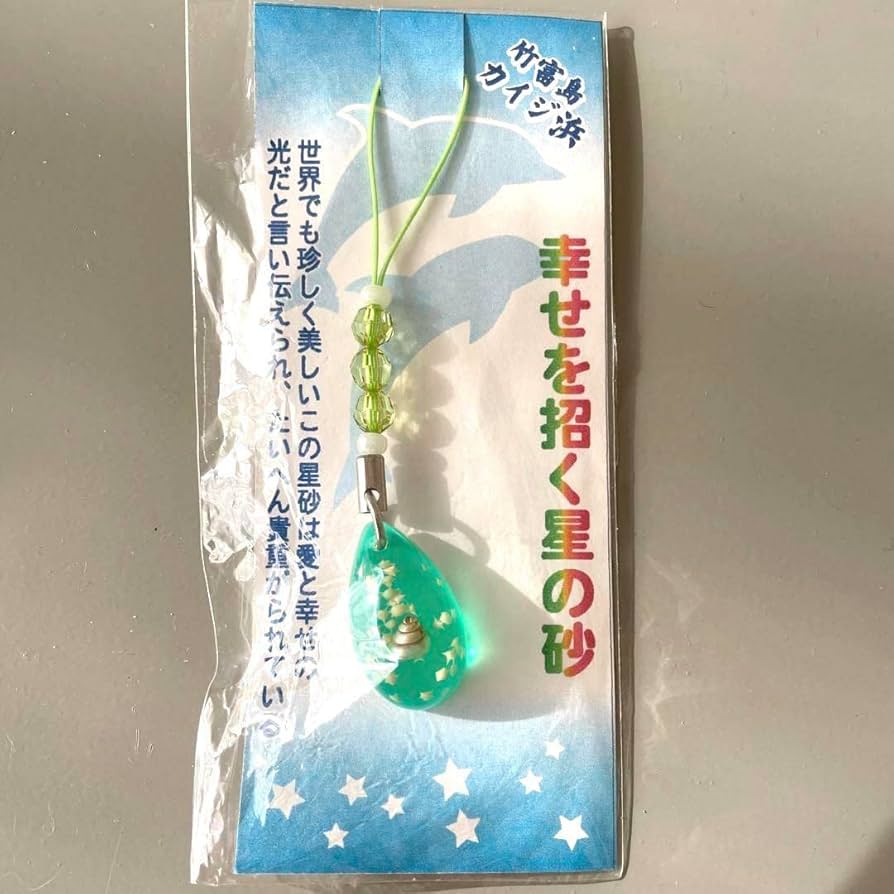 竹富島
カイジ浜
幸せを招く星の砂
世界でも珍しく美しいこの星砂は愛と幸せの
光だと言い伝えられ、たいへん貴重がられている